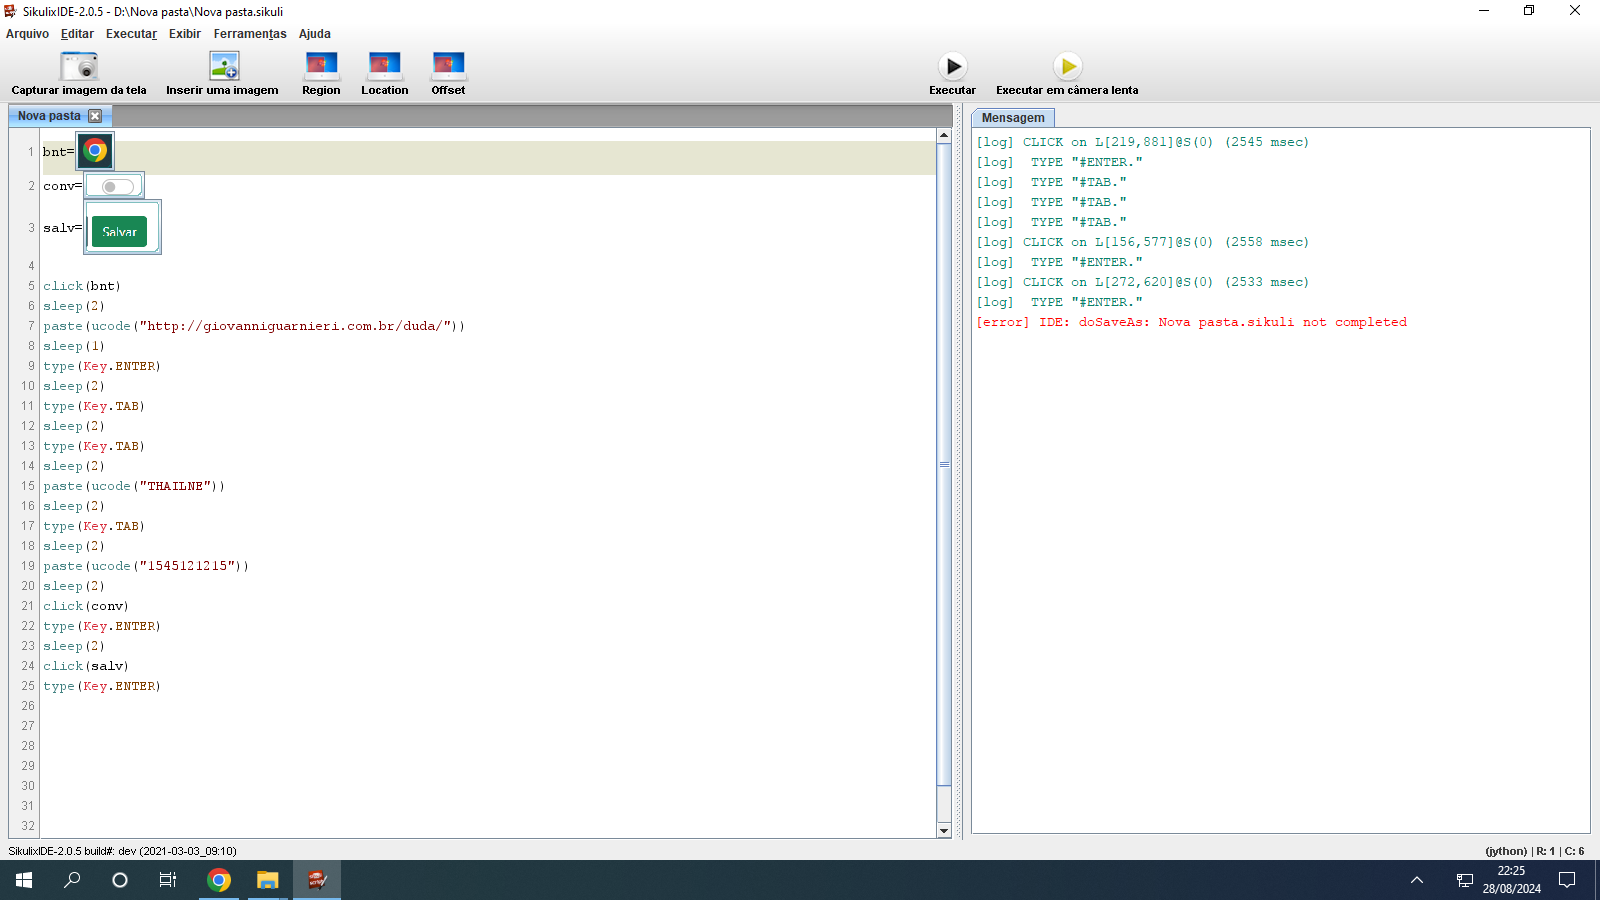 SikulixIDE-2.0.5 - D:\Nova pasta\Nova pasta.sikuli
Arquivo Editar Executar Exibir Ferramentas Ajuda
Capturar imagem da tela Inserir uma imagem Region Location Offset Executar Executar em câmera lenta
Nova pasta
1 bnt=
2 conv=
3 salv= Salvar
4
5 click(bnt)
6 sleep(2)
7 paste(ucode("http://giovanniguarnieri.com.br/duda/"))
8 sleep(1)
9 type(Key.ENTER)
10 sleep(2)
11 type(Key.TAB)
12 sleep(2)
13 type(Key.TAB)
14 sleep(2)
15 paste(ucode("THAILNE"))
16 sleep(2)
17 type(Key.TAB)
18 sleep(2)
19 paste(ucode("1545121215"))
20 sleep(2)
21 click(conv)
22 type(Key.ENTER)
23 sleep(2)
24 click(salv)
25 type(Key.ENTER)
26
27
28
29
30
31
32
Mensagem
[log] CLICK on L[219,881]@S(0) (2545 msec)
[log] TYPE "#ENTER."
[log] TYPE "#TAB."
[log] TYPE "#TAB."
[log] TYPE "#TAB."
[log] CLICK on L[156,577]@S(0) (2558 msec)
[log] TYPE "#ENTER."
[log] CLICK on L[272,620]@S(0) (2533 msec)
[log] TYPE "#ENTER."
[error] IDE: doSaveAs: Nova pasta.sikuli not completed
SikulixIDE-2.0.5 build#: dev (2021-03-03_09:10)
(jython) | R: 1 | C: 6
22:25
28/08/2024